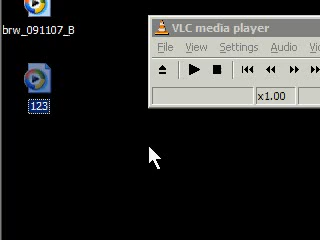 brw_091107_B
123
VLC media player
File View Settings Audio
x1.00